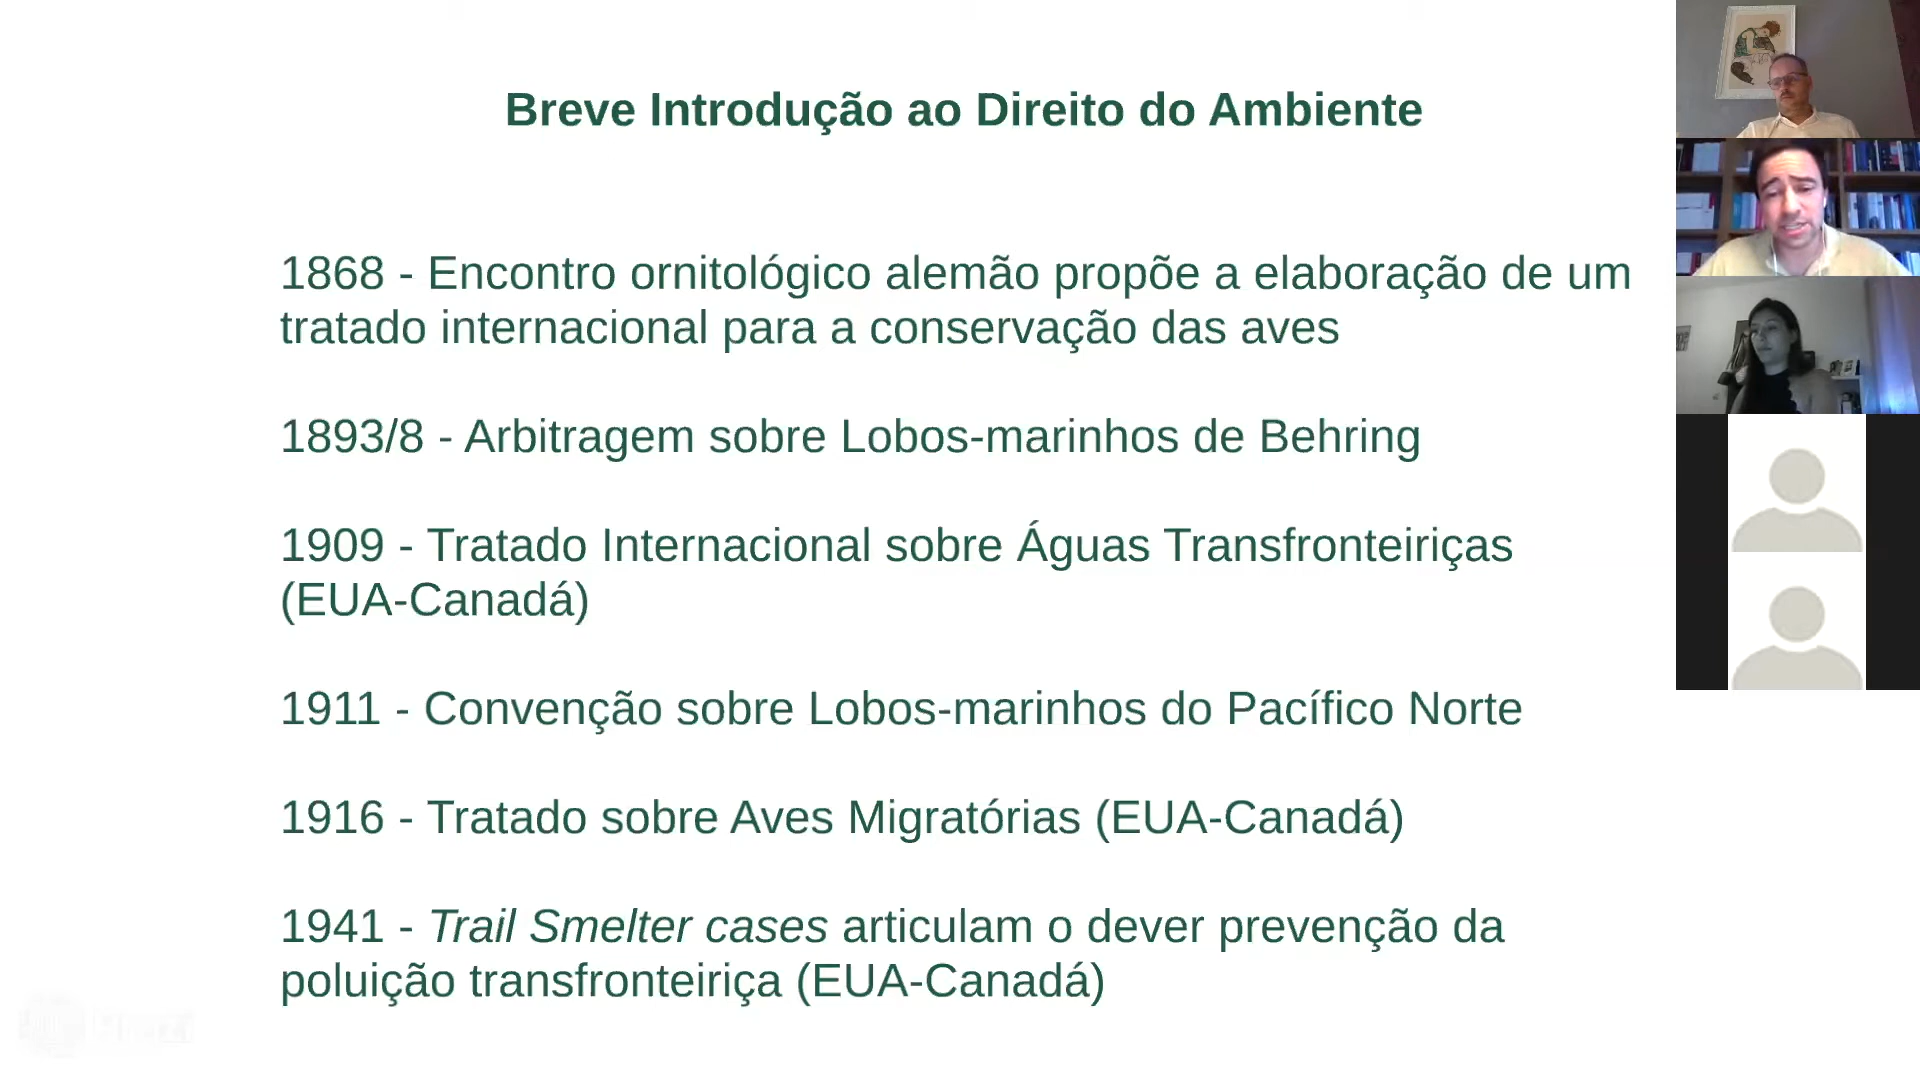 Breve Introdução ao Direito do Ambiente
1868 - Encontro ornitológico alemão propõe a elaboração de um
tratado internacional para a conservação das aves
1893/8 - Arbitragem sobre Lobos-marinhos de Behring
1909 - Tratado Internacional sobre Águas Transfronteiriças
(EUA-Canadá)
1911 - Convenção sobre Lobos-marinhos do Pacífico Norte
1916 - Tratado sobre Aves Migratórias (EUA-Canadá)
1941 - Trail Smelter cases articulam o dever prevenção da
poluição transfronteiriça (EUA-Canadá)